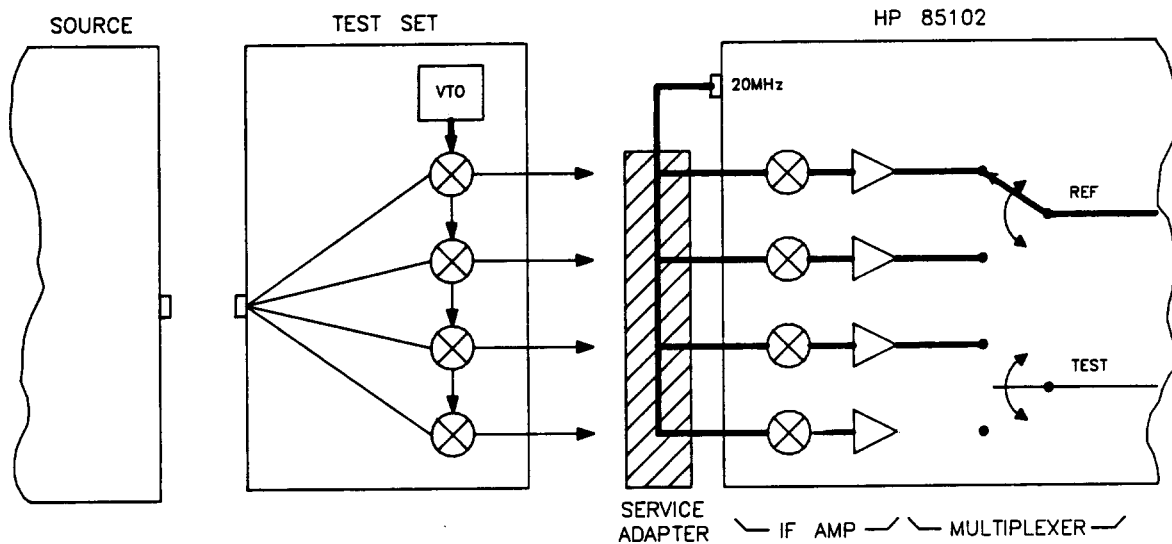 SOURCE
TEST SET
HP 85102
VTO
20MHz
REF
TEST
SERVICE
ADAPTER
IF AMP
MULTIPLEXER